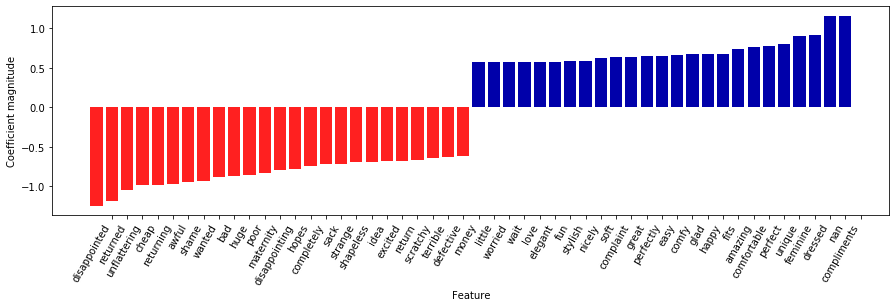 1.0
0.5
0.0
−0.5
−1.0
Coefficient magnitude
disappointed
returned
unflattering
cheap
returning
awful
shame
wanted
bad
huge
poor
maternity
disappointing
hopes
completely
sack
strange
shapeless
idea
excited
return
scratchy
terrible
defective
money
little
worried
wait
love
elegant
fun
stylish
nicely
soft
complaint
great
perfectly
easy
comfy
glad
happy
fits
amazing
comfortable
perfect
unique
feminine
dressed
nan
compliments
Feature